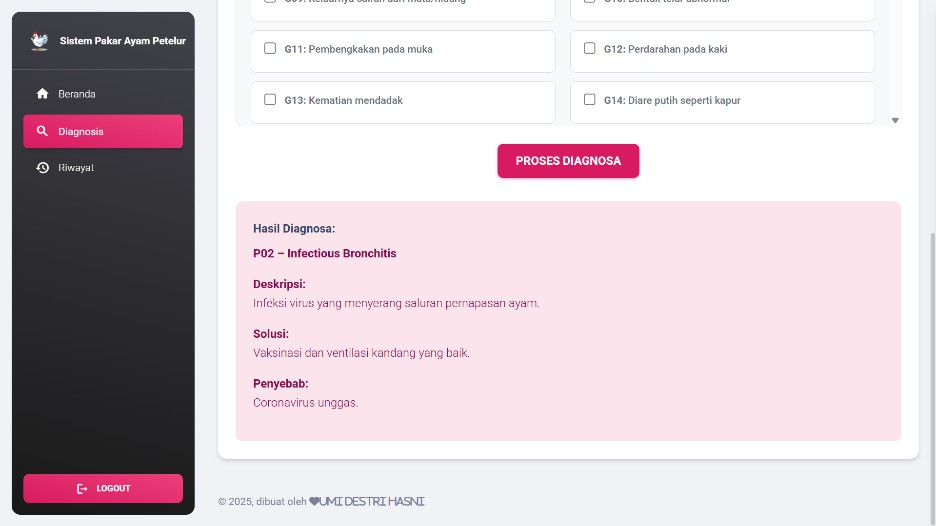 Sistem Pakar Ayam Petelur
Beranda
Diagnosis
Riwayat
LOGOUT
G11: Pembengkakan pada muka
G12: Perdarahan pada kaki
G13: Kematian mendadak
G14: Diare putih seperti kapur
PROSES DIAGNOSA
Hasil Diagnosa:
P02 – Infectious Bronchitis
Deskripsi:
Infeksi virus yang menyerang saluran pernapasan ayam.
Solusi:
Vaksinasi dan ventilasi kandang yang baik.
Penyebab:
Coronavirus unggas.
© 2025, dibuat oleh UMI DESTRI HASNI